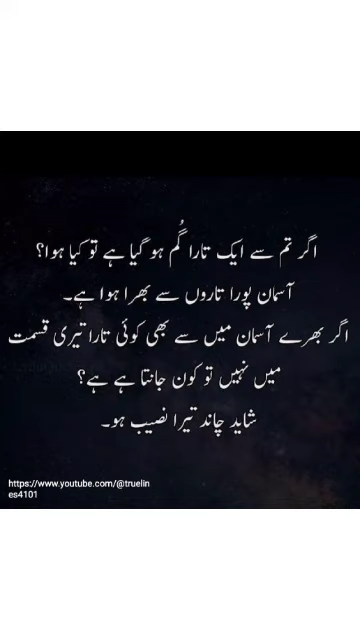 اگر تم سے ایک تارا گُم ہو گیا ہے تو کیا ہوا؟
آسمان پورا تاروں سے بھرا ہوا ہے۔
اگر بھرے آسمان میں سے بھی کوئی تارا تیری قسمت
میں نہیں تو کون جانتا ہے ہے؟
شاید چاند تیرا نصیب ہو۔
https://www.youtube.com/@truelin
es4101